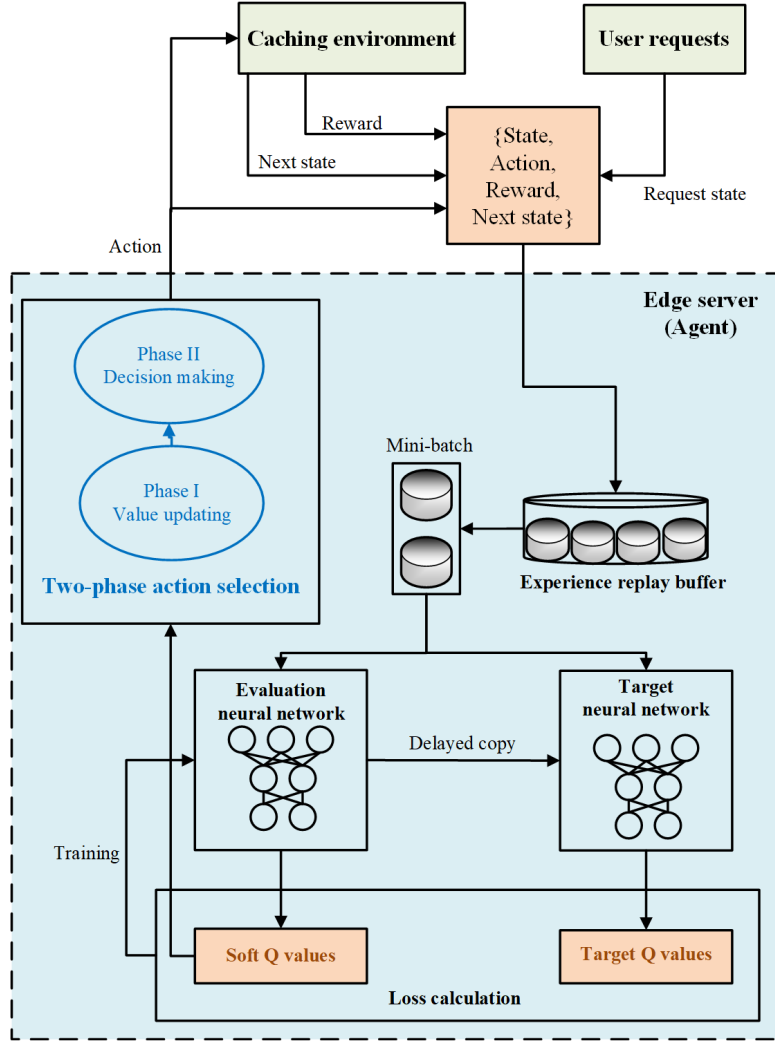 Caching environment
User requests
Reward
Next state
{State,
Action,
Reward,
Next state}
Request state
Action
Edge server
(Agent)
Phase II
Decision making
Phase I
Value updating
Two-phase action selection
Mini-batch
Experience replay buffer
Evaluation
neural network
Target
neural network
Delayed copy
Training
Soft Q values
Target Q values
Loss calculation